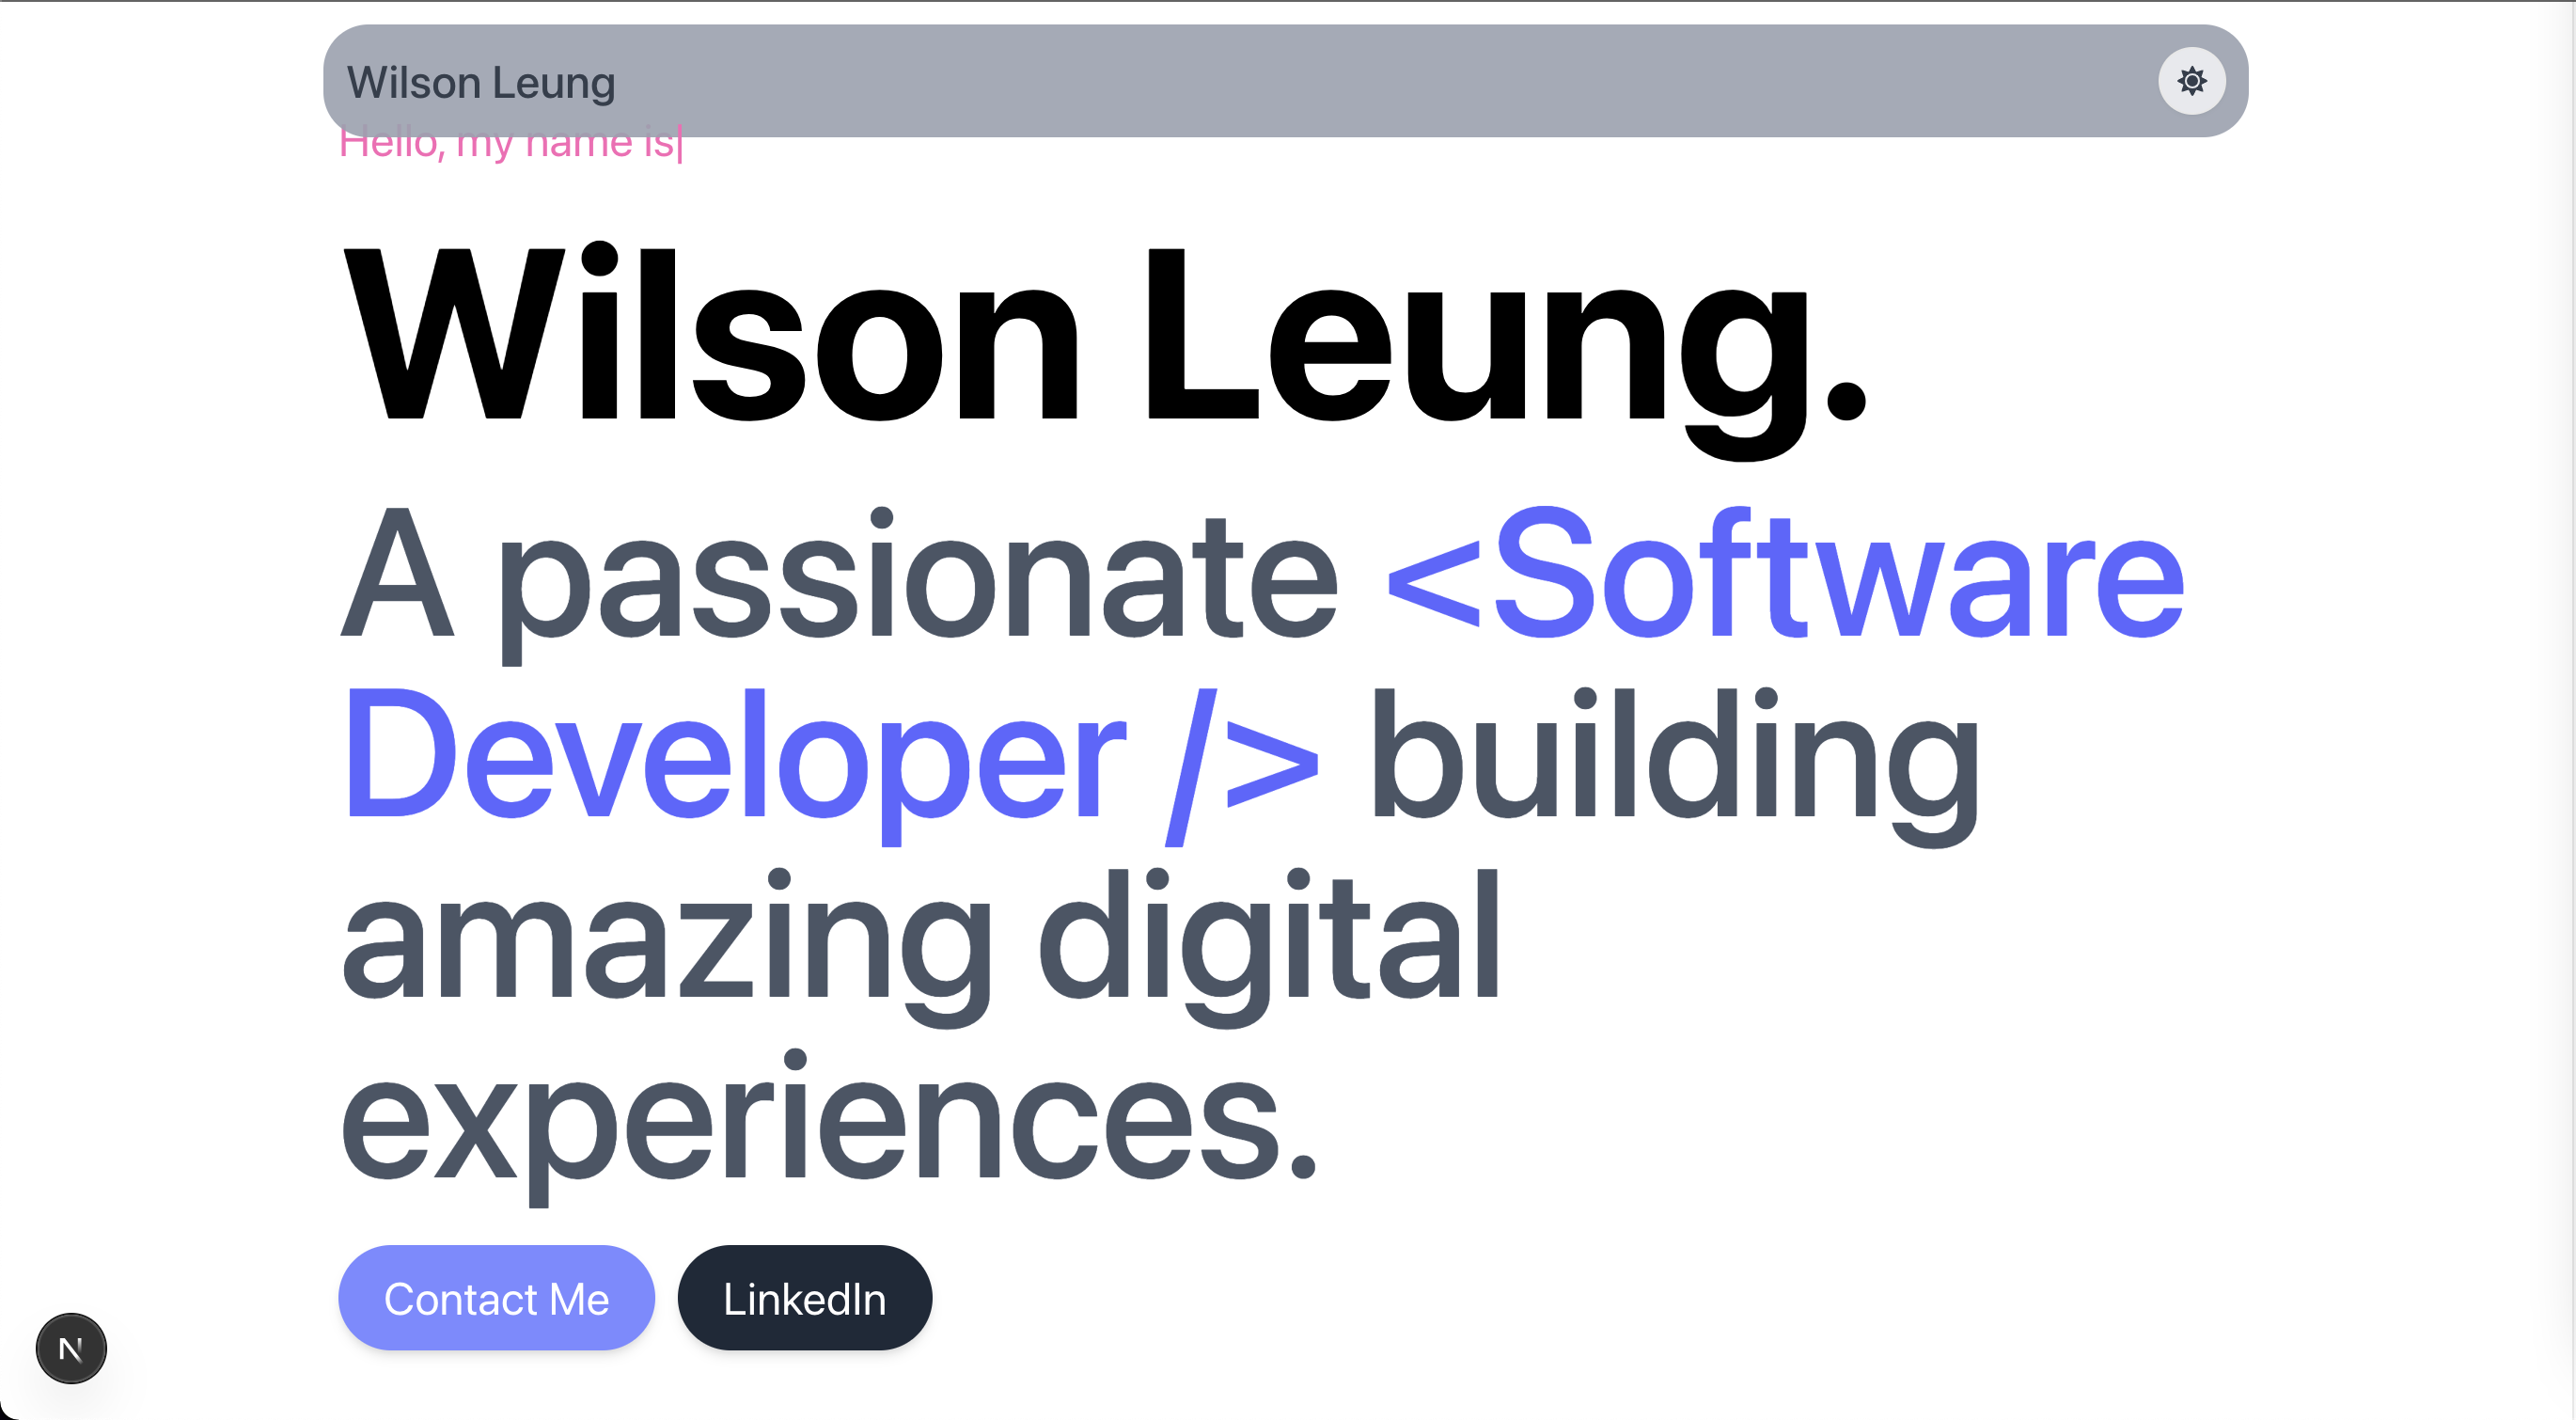 Wilson Leung
Hello, my name is|
Wilson Leung.
A passionate <Software
Developer /> building
amazing digital
experiences.
Contact Me
LinkedIn
N